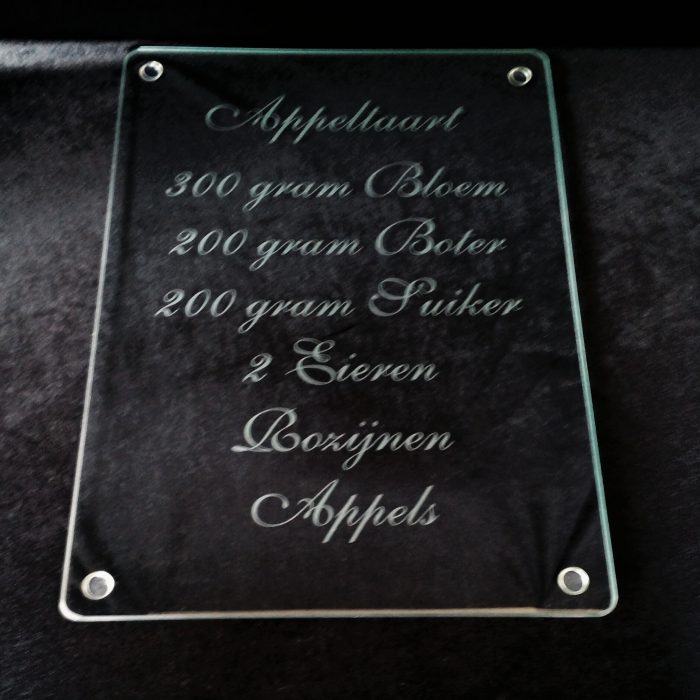 Appeltaart
300 gram Bloem
200 gram Boter
200 gram Suiker
2 Eieren
Rozijnen
Appels